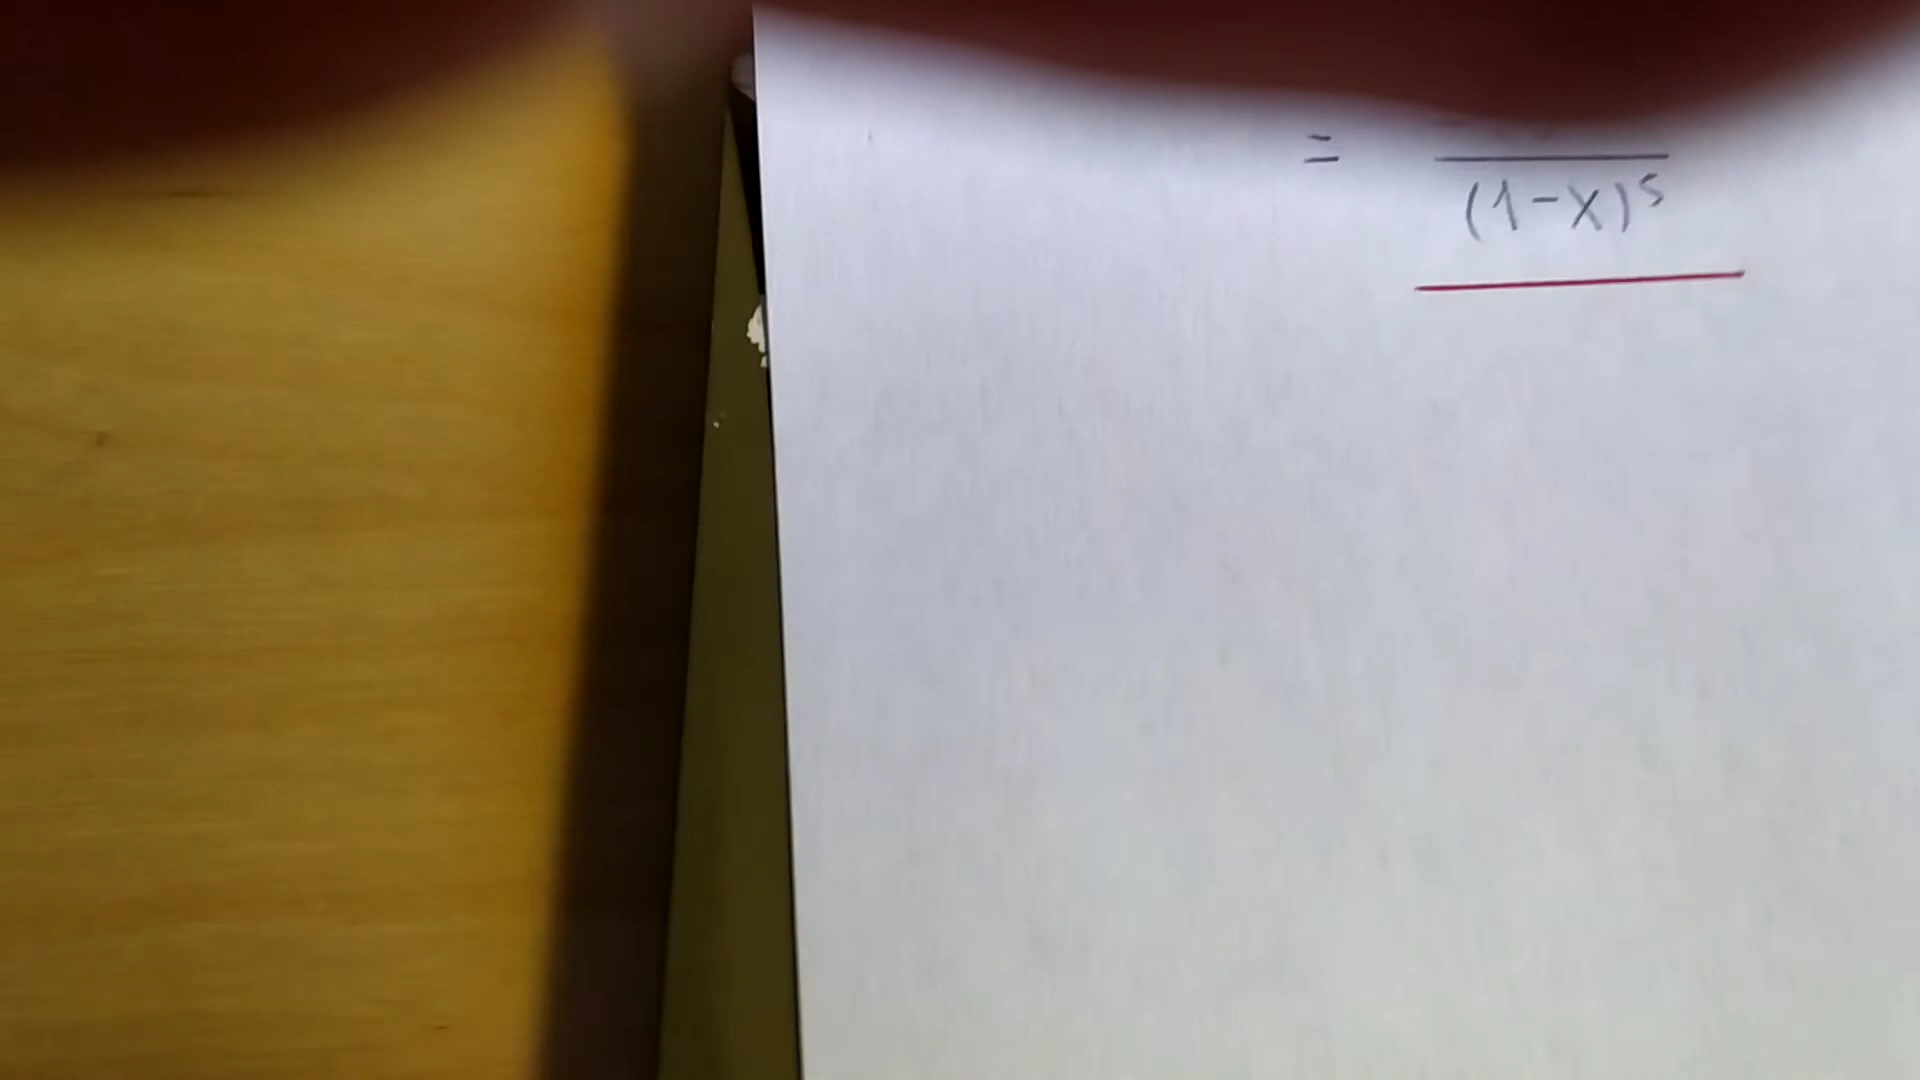 =
(1-x)^5